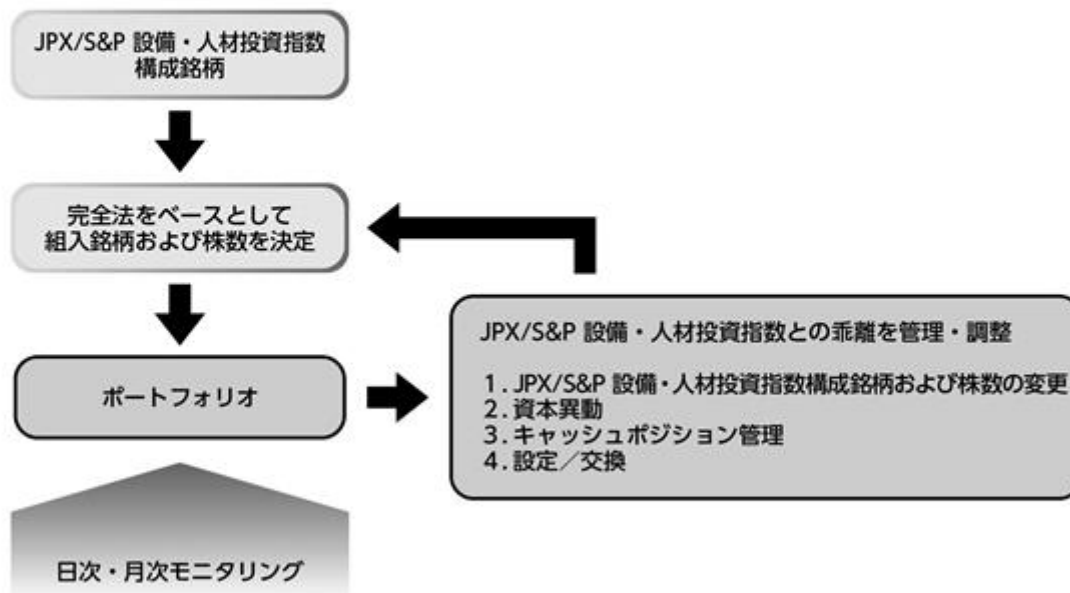 JPX/S&P 設備・人材投資指数
構成銘柄
完全法をベースとして
組入銘柄および株数を決定
ポートフォリオ
JPX/S&P 設備・人材投資指数との乖離を管理・調整
1. JPX/S&P 設備・人材投資指数構成銘柄および株数の変更
2. 資本異動
3. キャッシュポジション管理
4. 設定／交換
日次・月次モニタリング